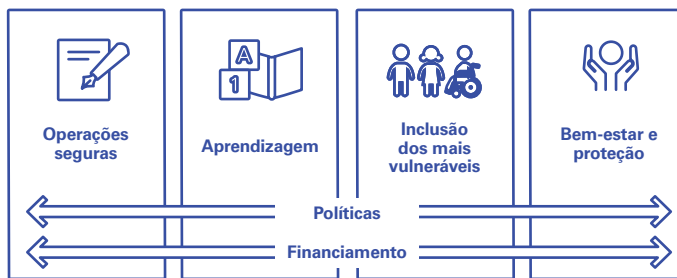 A
1
Operações
seguras
Aprendizagem
Inclusão
dos mais
vulneráveis
Bem-estar e
proteção
Políticas
Financiamento